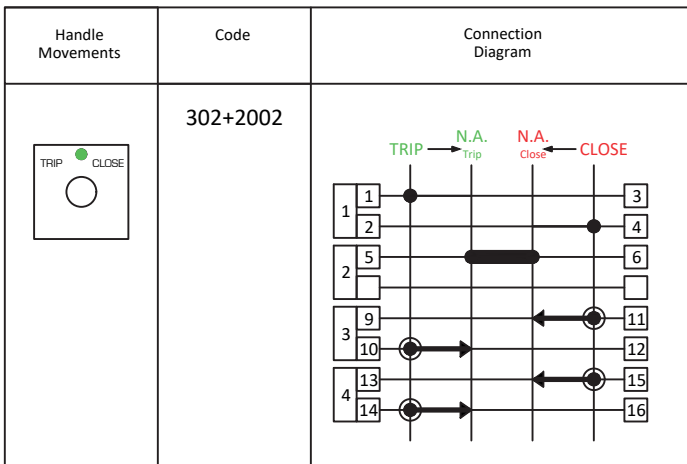 Handle
Movements
Code
Connection
Diagram
TRIP CLOSE
302+2002
TRIP N.A. Trip N.A. Close CLOSE
1
1 3
2 4
2
5 6
3
9 11
10 12
4
13 15
14 16